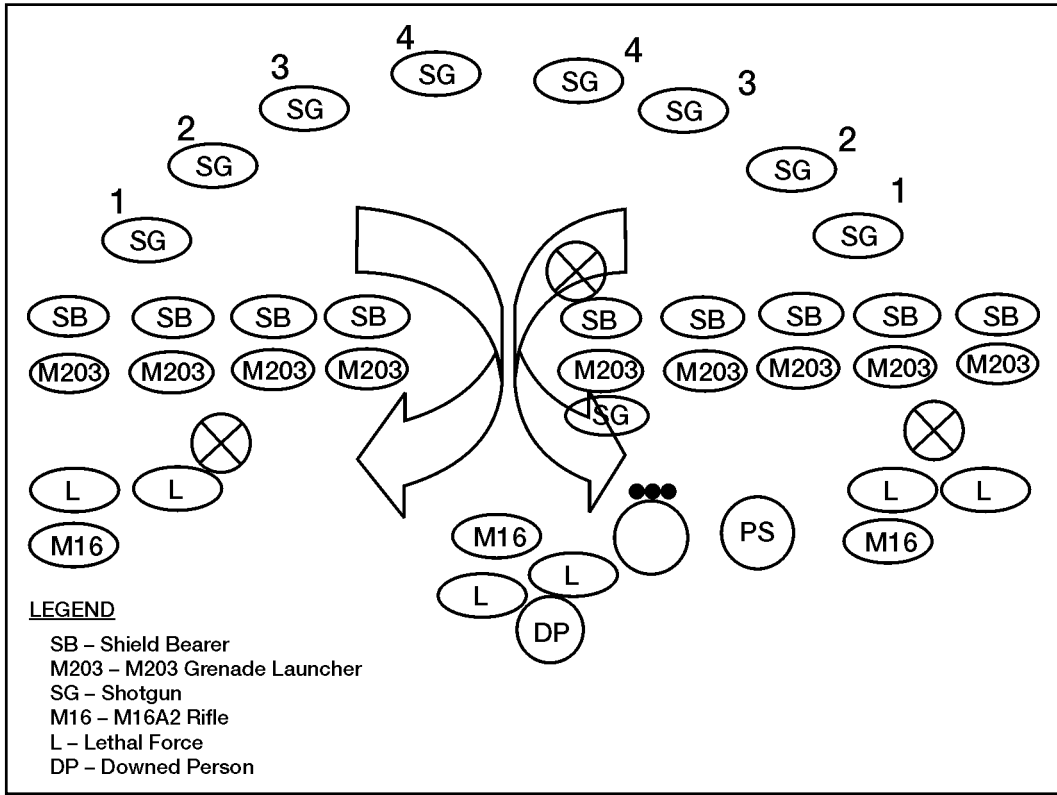 4 4
3 SG SG 3
SG SG
2 2
SG SG
1 1
SG SG
SB SB SB SB SB SB SB SB SB
M203 M203 M203 M203 M203 M203 M203 M203 M203
SG
L L L L
M16 M16 PS M16
L
L
DP
LEGEND
SB – Shield Bearer
M203 – M203 Grenade Launcher
SG – Shotgun
M16 – M16A2 Rifle
L – Lethal Force
DP – Downed Person